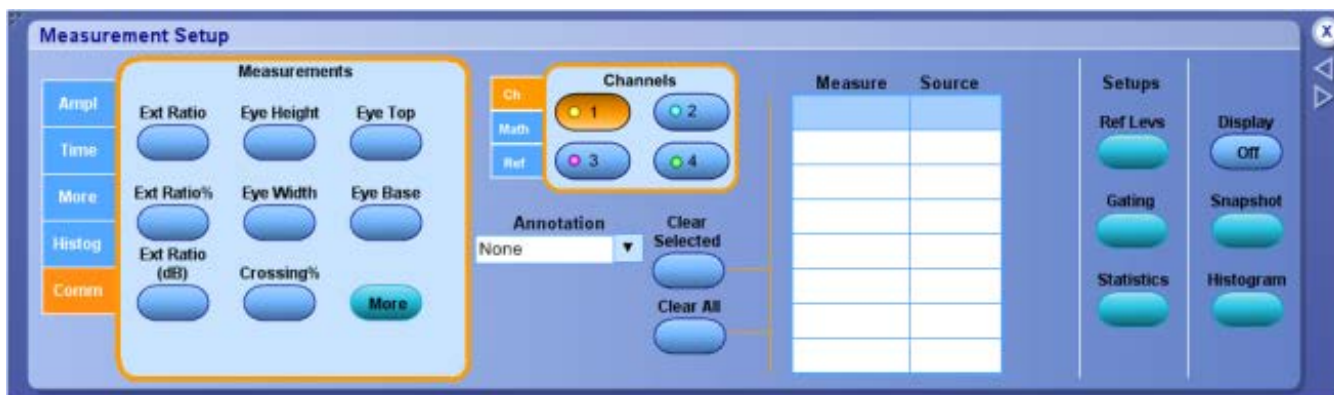 Measurement Setup
X
Ampl
Time
More
Histog
Comm
Measurements
Ext Ratio
Eye Height
Eye Top
Ext Ratio%
Eye Width
Eye Base
Ext Ratio
(dB)
Crossing%
More
Ch
Math
Ref
Channels
1
2
3
4
Annotation
None
Clear
Selected
Clear All
Measure
Source
Setups
Ref Levs
Gating
Statistics
Display
Off
Snapshot
Histogram